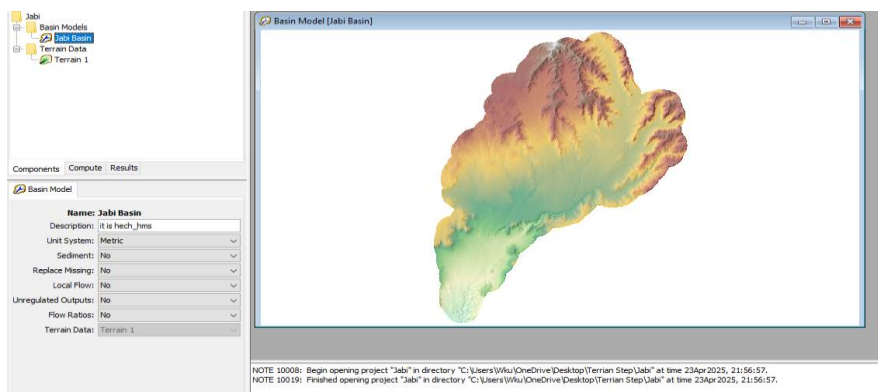 Jabi
Basin Models
Jabi Basin
Terrain Data
Terrain 1
Components Compute Results
Basin Model
Name: Jabi Basin
Description: it is hech_hms
Unit System: Metric
Sediment: No
Replace Missing: No
Local Flow: No
Unregulated Outputs: No
Flow Ratios: No
Terrain Data: Terrain 1
Basin Model [Jabi Basin]
NOTE 10008: Begin opening project "Jabi" in directory "C:\Users\Wku\OneDrive\Desktop\Terrian Step\Jabi" at time 23Apr2025, 21:56:57.
NOTE 10019: Finished opening project "Jabi" in directory "C:\Users\Wku\OneDrive\Desktop\Terrian Step\Jabi" at time 23Apr2025, 21:56:57.